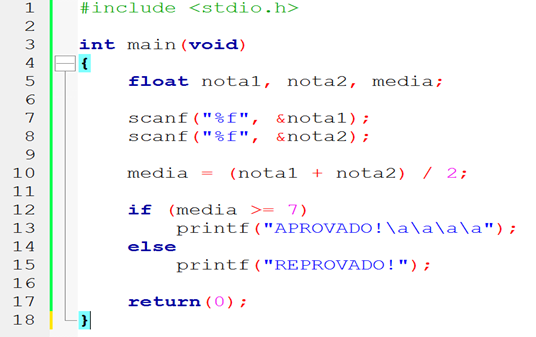 1 #include <stdio.h>
2
3 int main(void)
4 {
5     float nota1, nota2, media;
6
7     scanf("%f", &nota1);
8     scanf("%f", &nota2);
9
10     media = (nota1 + nota2) / 2;
11
12     if (media >= 7)
13         printf("APROVADO!\a\a\a\a");
14     else
15         printf("REPROVADO!");
16
17     return(0);
18 }